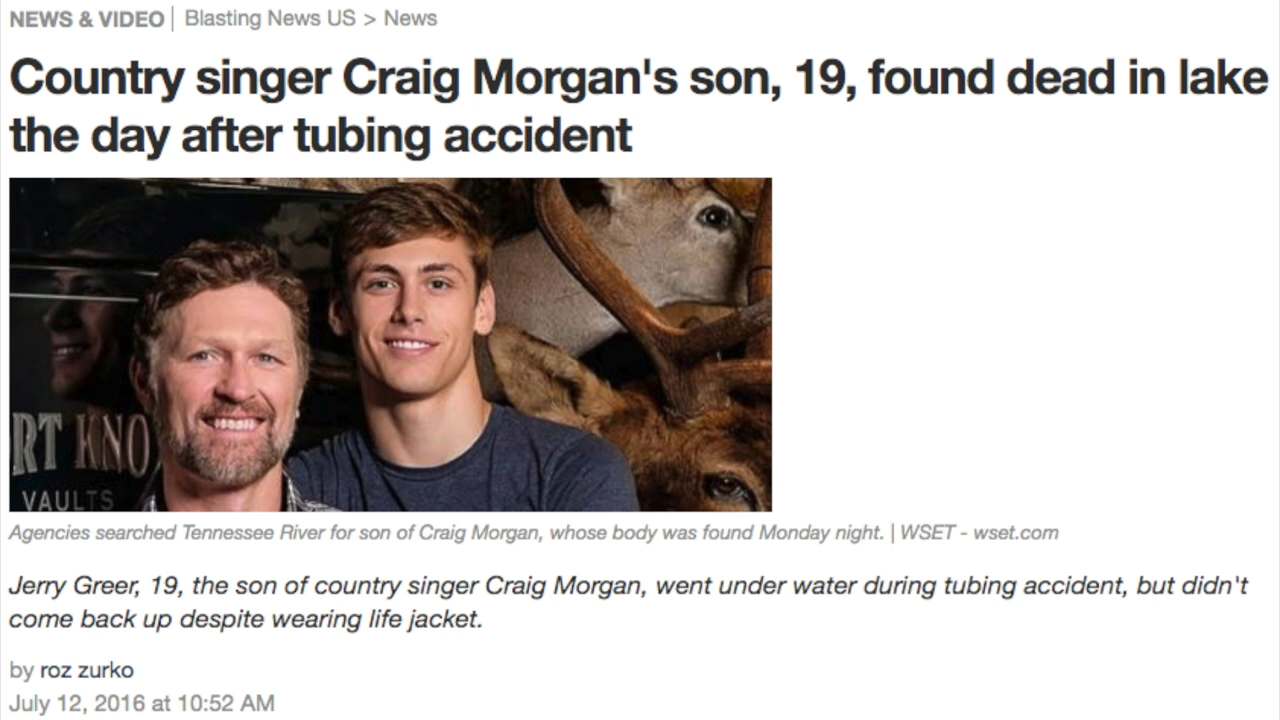 NEWS & VIDEO | Blasting News US > News
Country singer Craig Morgan's son, 19, found dead in lake
the day after tubing accident
RT KNO
VAULTS
Agencies searched Tennessee River for son of Craig Morgan, whose body was found Monday night. | WSET - wset.com
Jerry Greer, 19, the son of country singer Craig Morgan, went under water during tubing accident, but didn't
come back up despite wearing life jacket.
by roz zurko
July 12, 2016 at 10:52 AM